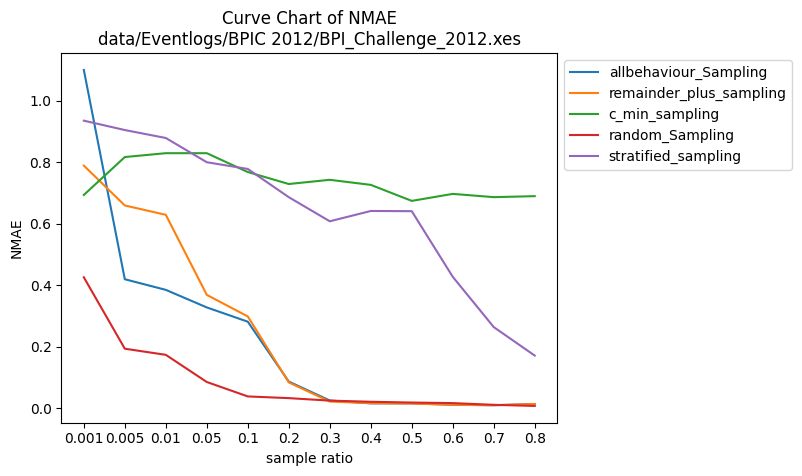 Curve Chart of NMAE
data/Eventlogs/BPIC 2012/BPI_Challenge_2012.xes
allbehaviour_Sampling
remainder_plus_sampling
c_min_sampling
random_Sampling
stratified_sampling
NMAE
1.0
0.8
0.6
0.4
0.2
0.0
0.001 0.005 0.01 0.05 0.1 0.2 0.3 0.4 0.5 0.6 0.7 0.8
sample ratio